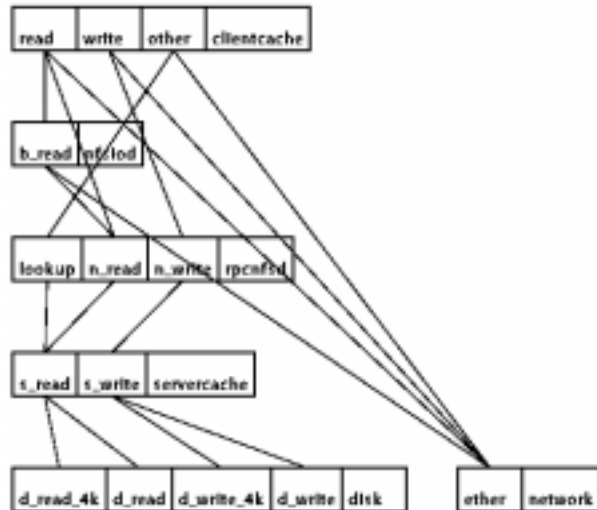 read write other clientcache
b_read nfsiod
lookup n_read n_write rpcnfsd
s_read s_write servercache
d_read_4k d_read d_write_4k d_write disk ether network